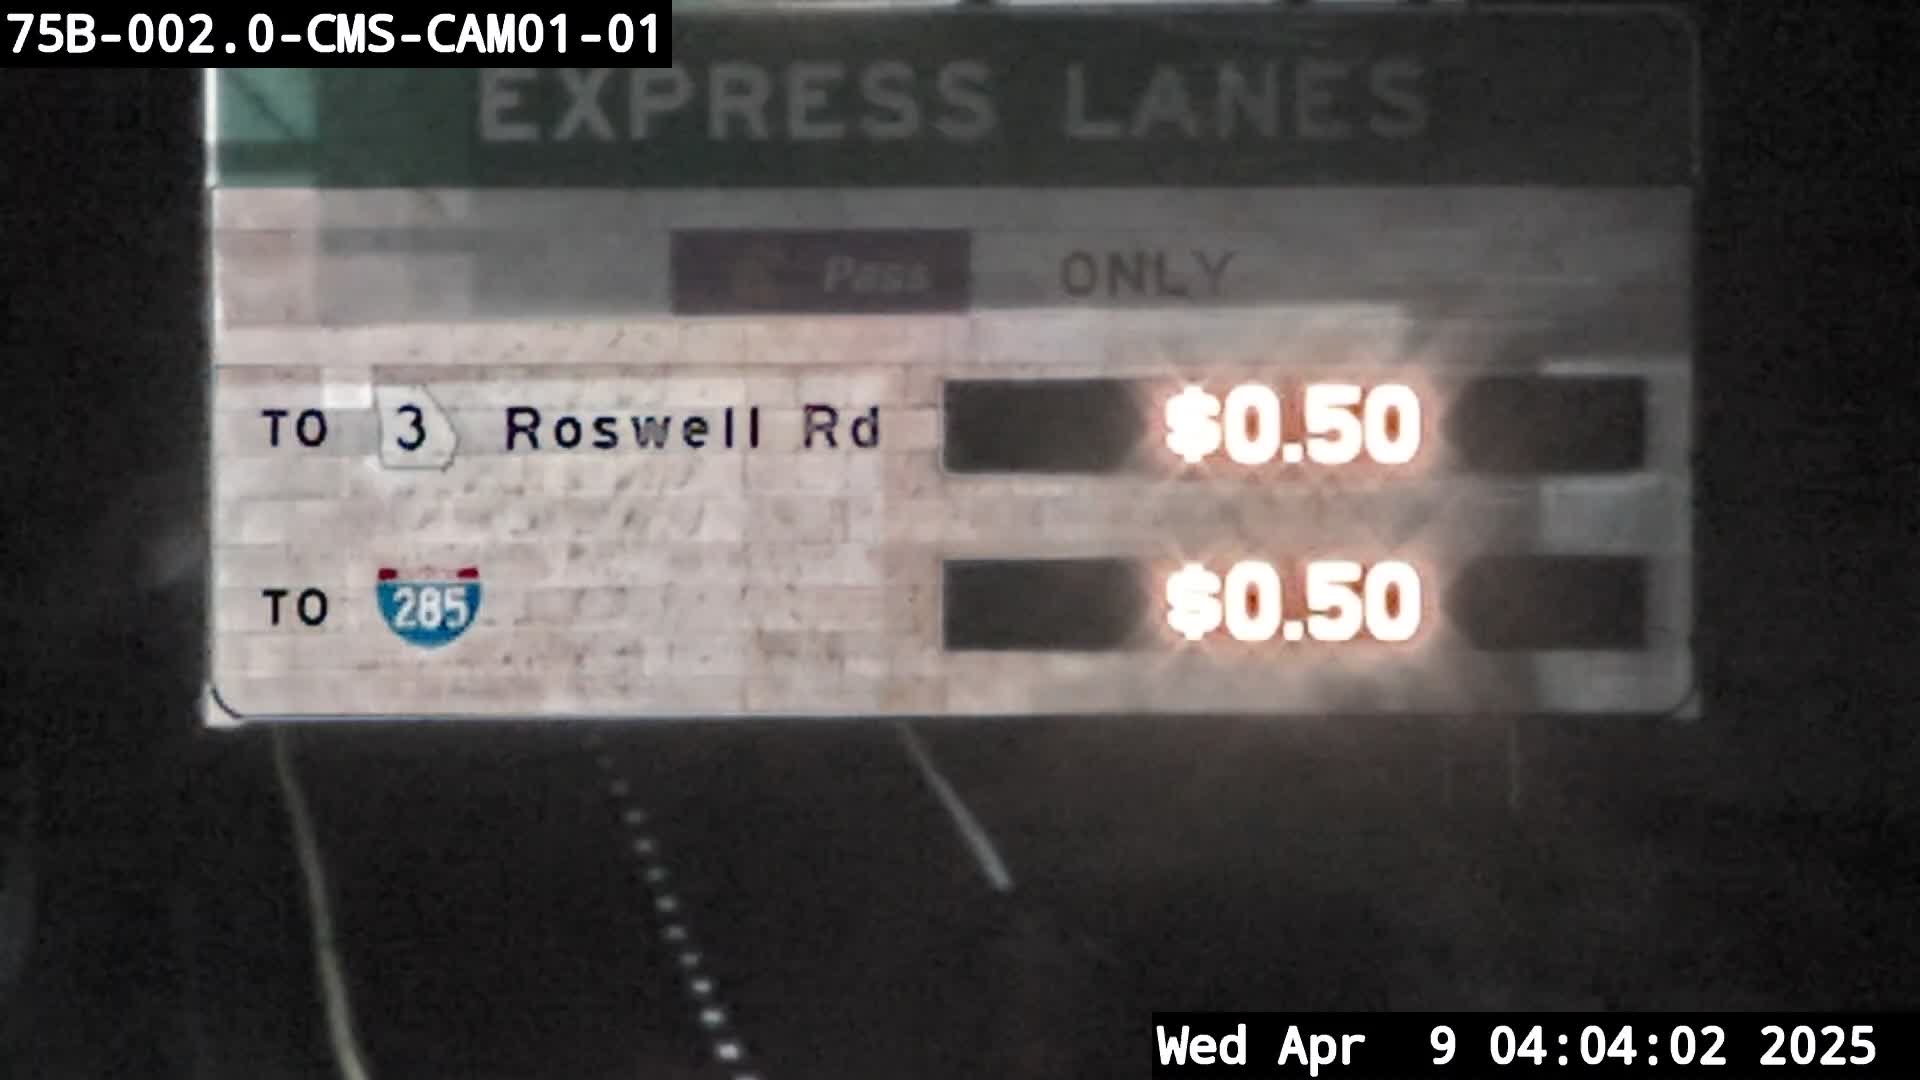 75B-002.0-CMS-CAM01-01
EXPRESS LANES
Pass ONLY
TO 3 Roswell Rd $0.50
TO 285 $0.50
Wed Apr 9 04:04:02 2025